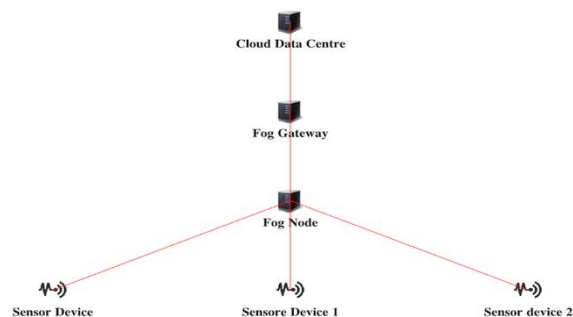 Cloud Data Centre
Fog Gateway
Fog Node
Sensor Device
Sensore Device 1
Sensor device 2